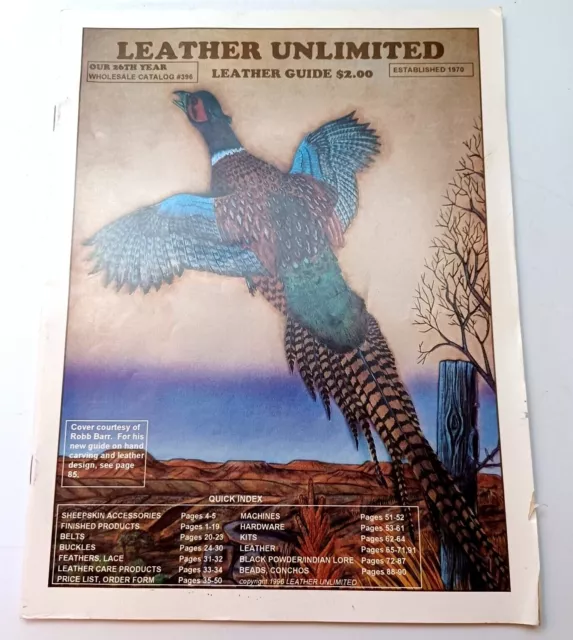 LEATHER UNLIMITED
OUR 26TH YEAR
WHOLESALE CATALOG #396
LEATHER GUIDE $2.00
ESTABLISHED 1970
Cover courtesy of
Robb Barr. For his
new guide on hand
carving and leather
design, see page
85.
QUICK INDEX
SHEEPSKIN ACCESSORIES Pages 4-5
FINISHED PRODUCTS Pages 1-19
BELTS Pages 20-23
BUCKLES Pages 24-30
FEATHERS, LACE Pages 31-32
LEATHER CARE PRODUCTS Pages 33-34
PRICE LIST, ORDER FORM Pages 35-50
MACHINES Pages 51-52
HARDWARE Pages 53-61
KITS Pages 62-64
LEATHER Pages 65-71,91
BLACK POWDER/INDIAN LORE Pages 72-87
BEADS, CONCHOS Pages 88-90
copyright 1996 LEATHER UNLIMITED